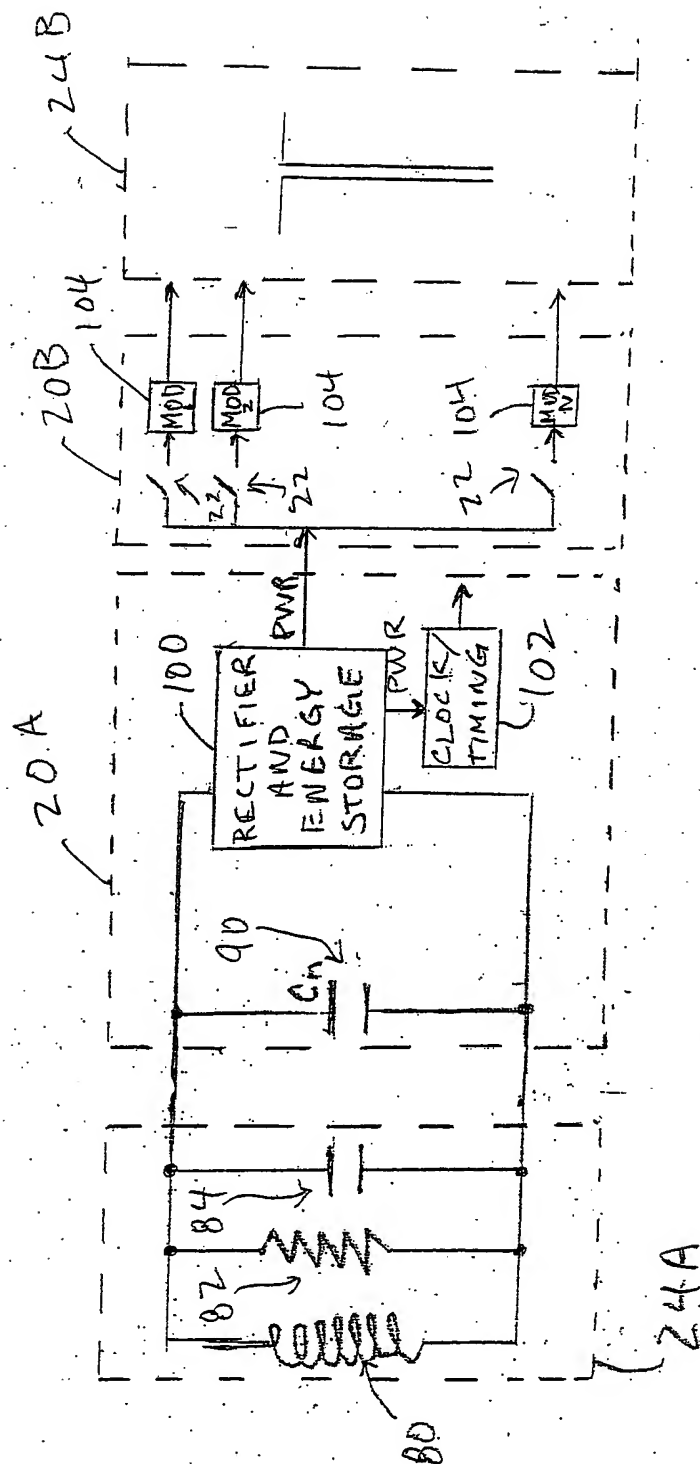 20A
20B
24B
104
100
MOD
MOD
2
104
22
22
PWR
RECTIFIER
AND
ENERGY
STORAGE
PWR
CLOCK/
TIMING
102
22
104
MOD
N
90
Cn
84
82
80
24A